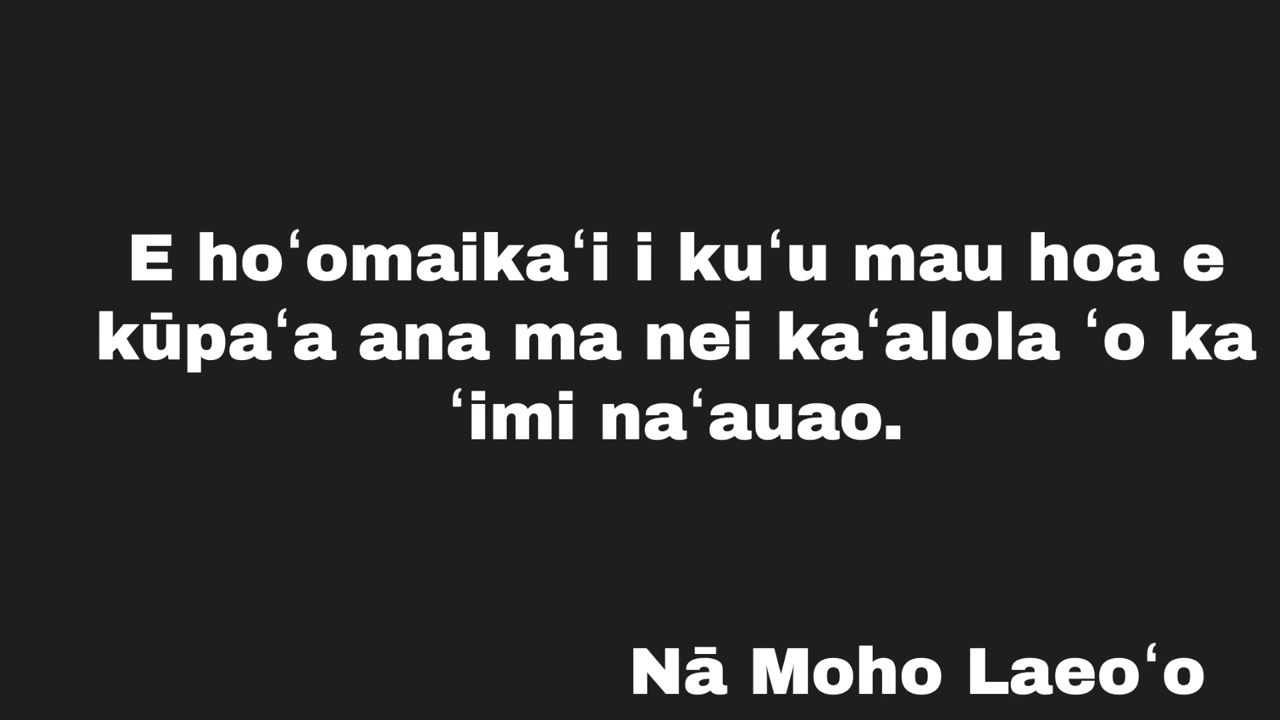 E hoʻomaikaʻi i kuʻu mau hoa e
kūpaʻa ana ma nei kaʻalola ʻo ka
ʻimi naʻauao.
Nā Moho Laeoʻo